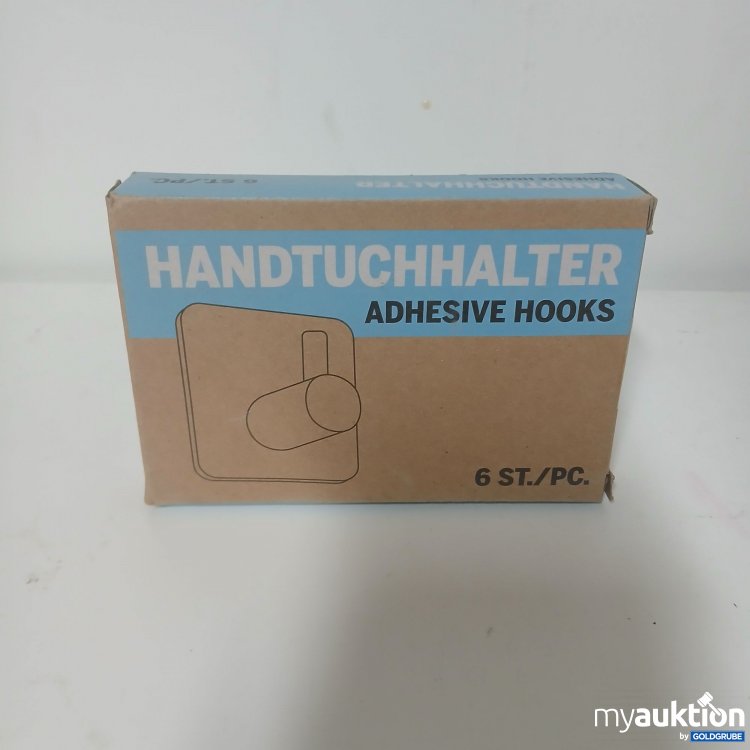 6 ST./PC. HANDTUCHHALTER
ADHESIVE HOOKS
HANDTUCHHALTER
ADHESIVE HOOKS
6 ST./PC.
myauktion
by GOLDGRUBE